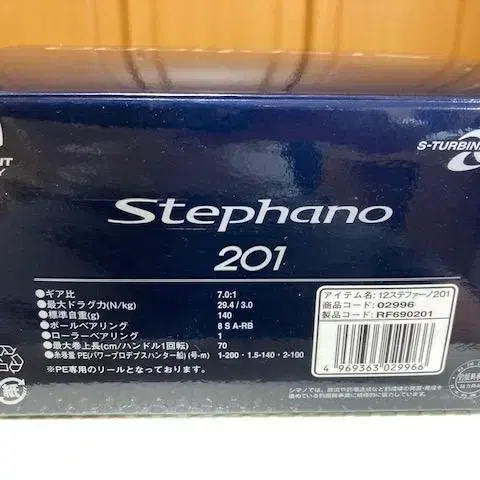 S-TURBIN
Stephano
201
●ギア比 7.0:1
●最大ドラグ力(N/kg) 29.4 / 3.0
●標準自重(g) 140
●ボールベアリング 8 S A-RB
●ローラーベアリング 1
●最大巻上長(cm/ハンドル1回転) 70
●糸巻量 PE(パワープロデプスハンター船) (号-m) 1-200・1.5-140・2-100
※PE専用のリールとなっております。
アイテム名: 12ステファーノ201
商品コード: 02996
製品コード: RF690201
4 969363 029966
紙